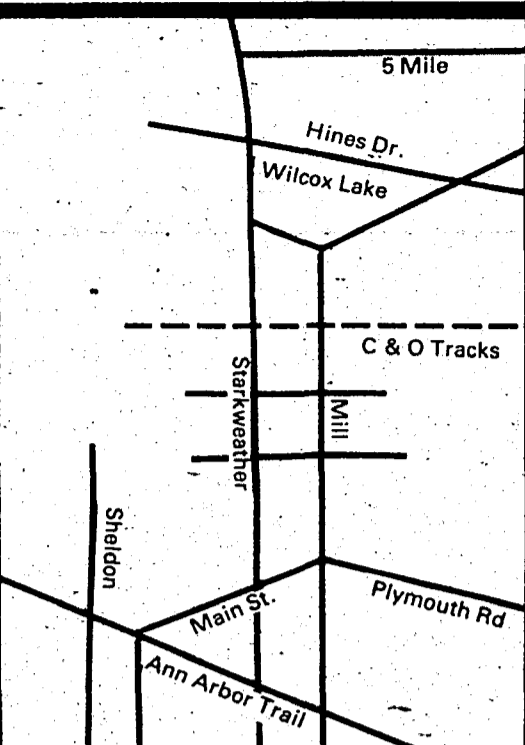 5 Mile
Hines Dr.
Wilcox Lake
C & O Tracks
Starkweather
Mill
Sheldon
Main St.
Plymouth Rd
Ann Arbor Trail